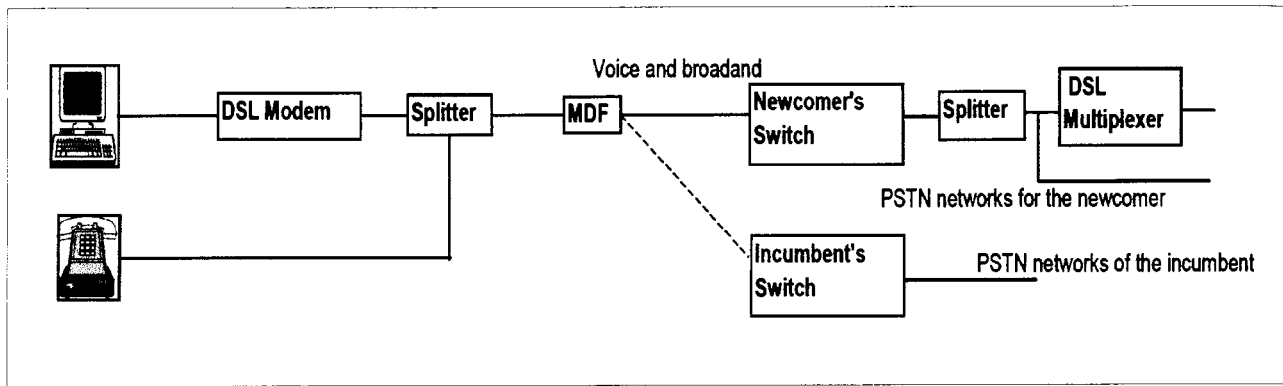 Voice and broadand
DSL Modem
Splitter
MDF
Newcomer's
Switch
Splitter
DSL
Multiplexer
PSTN networks for the newcomer
Incumbent's
Switch
PSTN networks of the incumbent